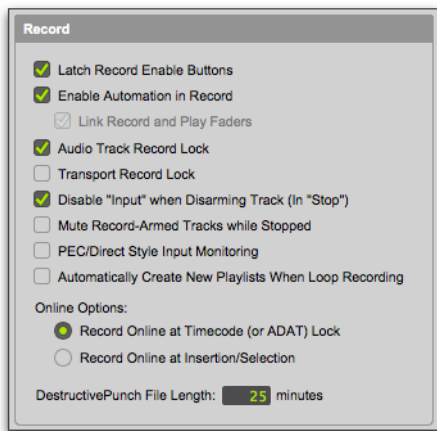 Record
Latch Record Enable Buttons
Enable Automation in Record
Link Record and Play Faders
Audio Track Record Lock
Transport Record Lock
Disable "Input" when Disarming Track (In "Stop")
Mute Record-Armed Tracks while Stopped
PEC/Direct Style Input Monitoring
Automatically Create New Playlists When Loop Recording
Online Options:
Record Online at Timecode (or ADAT) Lock
Record Online at Insertion/Selection
DestructivePunch File Length: 25 minutes